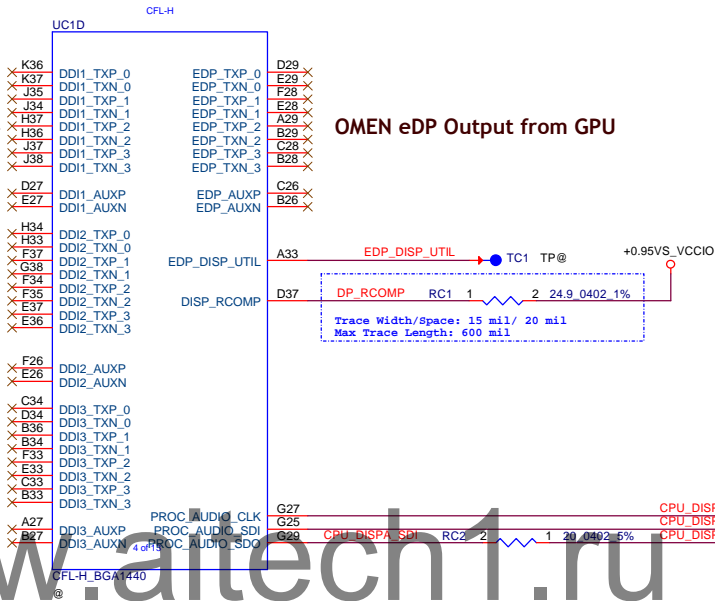 CFL-H
UC1D
K36 DDI1_TXP_0 EDP_TXP_0 D29
K37 DDI1_TXN_0 EDP_TXN_0 E29
J35 DDI1_TXP_1 EDP_TXP_1 F28
J34 DDI1_TXN_1 EDP_TXN_1 E28
H37 DDI1_TXP_2 EDP_TXP_2 A29
H36 DDI1_TXN_2 EDP_TXN_2 B29
J37 DDI1_TXP_3 EDP_TXP_3 C28
J38 DDI1_TXN_3 EDP_TXN_3 B28
OMEN eDP Output from GPU
D27 DDI1_AUXP EDP_AUXP C26
E27 DDI1_AUXN EDP_AUXN B26
H34 DDI2_TXP_0
H33 DDI2_TXN_0
F37 DDI2_TXP_1 EDP_DISP_UTIL A33 EDP_DISP_UTIL TC1 TP@ +0.95VS_VCCIO
G38 DDI2_TXN_1
F34 DDI2_TXP_2
F35 DDI2_TXN_2 DISP_RCOMP D37 DP_RCOMP RC1 1 2 24.9_0402_1%
E37 DDI2_TXP_3
E36 DDI2_TXN_3
Trace Width/Space: 15 mil/ 20 mil
Max Trace Length: 600 mil
F26 DDI2_AUXP
E26 DDI2_AUXN
C34 DDI3_TXP_0
D34 DDI3_TXN_0
B36 DDI3_TXP_1
B34 DDI3_TXN_1
F33 DDI3_TXP_2
E33 DDI3_TXN_2
C33 DDI3_TXP_3
B33 DDI3_TXN_3
PROC_AUDIO_CLK G27 CPU_DISP
A27 DDI3_AUXP PROC_AUDIO_SDI G25 CPU_DISP
B27 DDI3_AUXN PROC_AUDIO_SDO G29 CPU_DISPA_SDI RC2 2 1 20_0402_5% CPU_DISP
4 of 13
CFL-H_BGA1440
@
w.aitech1.ru